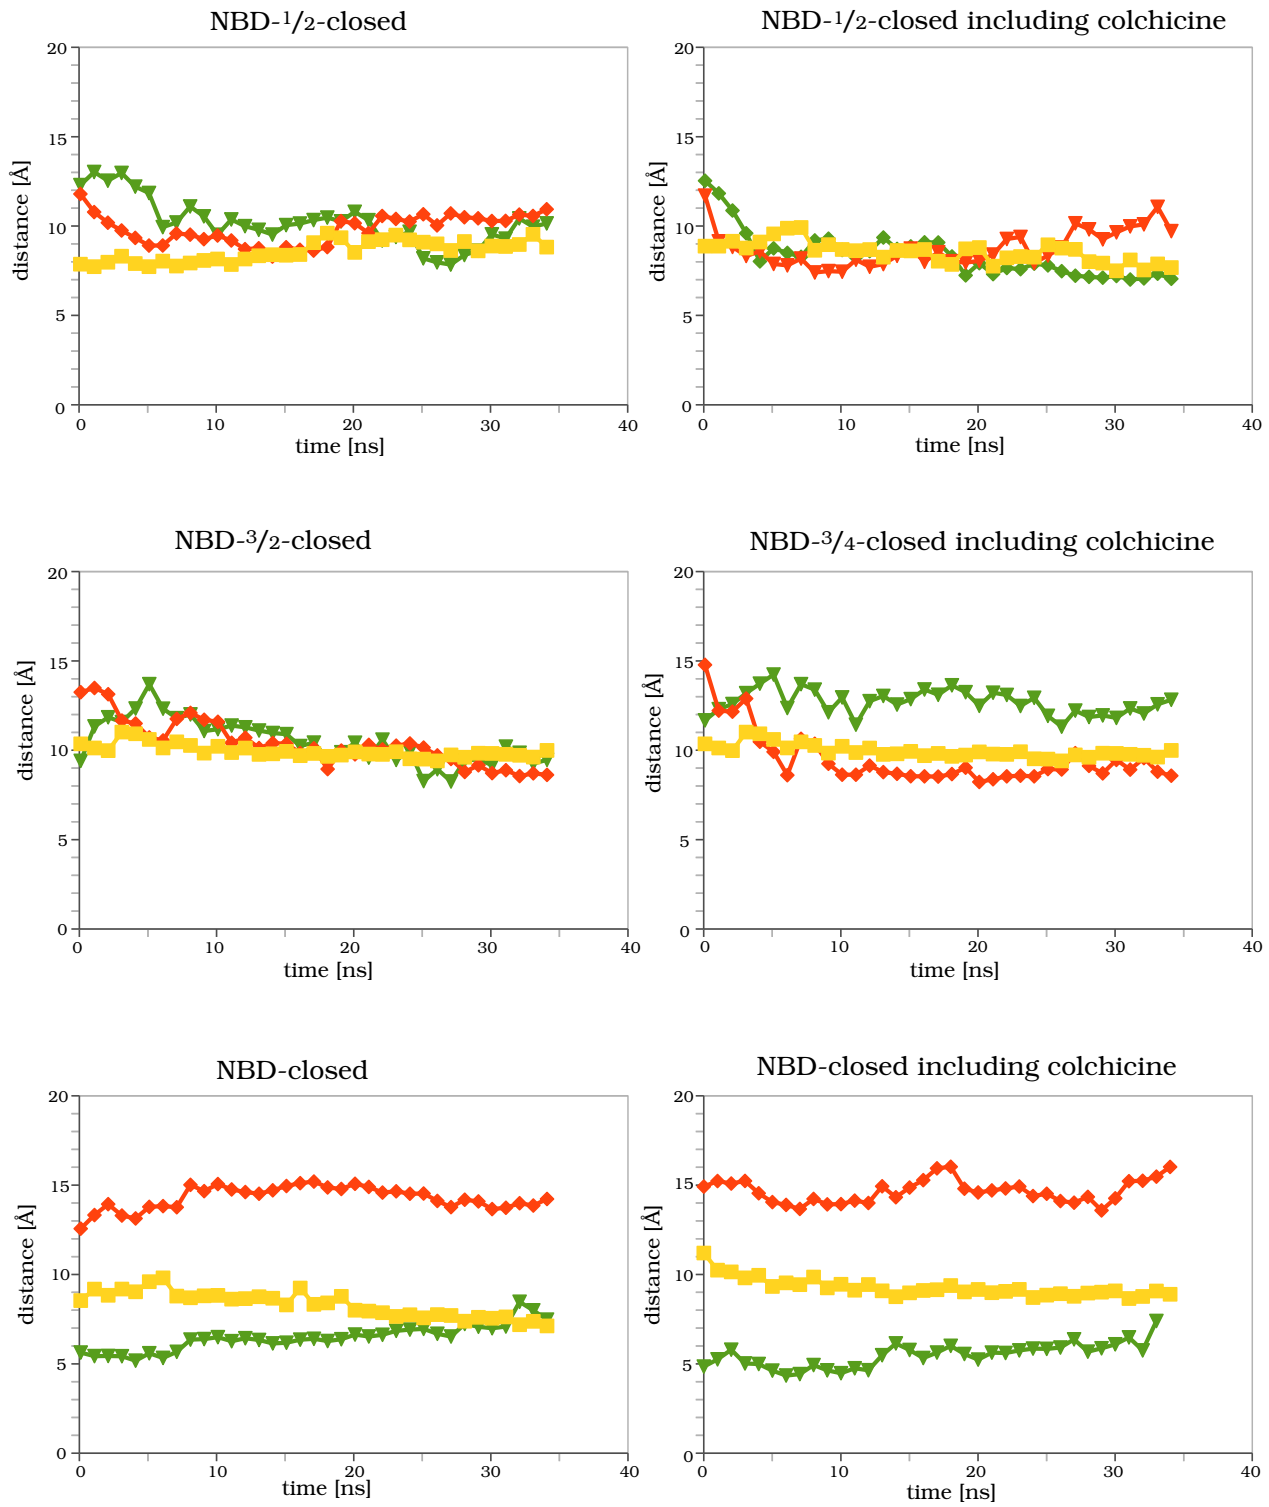 NBD-1/2-closed
20
15
10
5
0
distance [Å]
0 10 20 30 40
time [ns]
NBD-1/2-closed including colchicine
20
15
10
5
0
distance [Å]
0 10 20 30 40
time [ns]
NBD-3/2-closed
20
15
10
5
0
distance [Å]
0 10 20 30 40
time [ns]
NBD-3/4-closed including colchicine
20
15
10
5
0
distance [Å]
0 10 20 30 40
time [ns]
NBD-closed
20
15
10
5
0
distance [Å]
0 10 20 30 40
time [ns]
NBD-closed including colchicine
20
15
10
5
0
distance [Å]
0 10 20 30 40
time [ns]